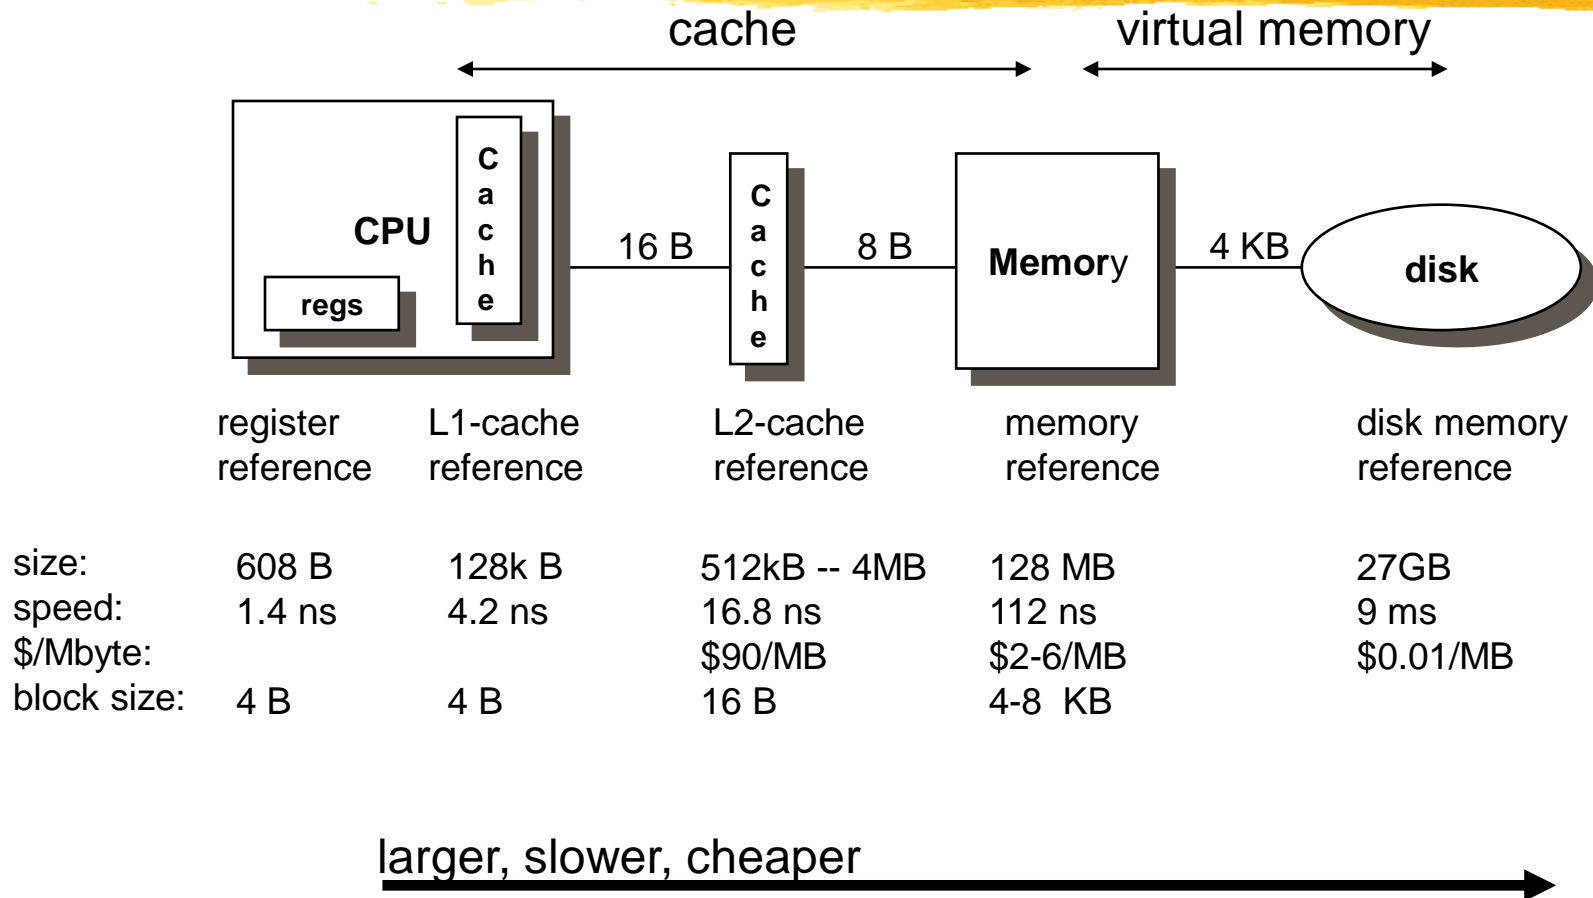 cache virtual memory
Cache
Cache
CPU
regs
16 B 8 B 4 KB
Memory
disk
register L1-cache L2-cache memory disk memory
reference reference reference reference reference
size: 608 B 128k B 512kB -- 4MB 128 MB 27GB
speed: 1.4 ns 4.2 ns 16.8 ns 112 ns 9 ms
$/Mbyte: $90/MB $2-6/MB $0.01/MB
block size: 4 B 4 B 16 B 4-8 KB
larger, slower, cheaper